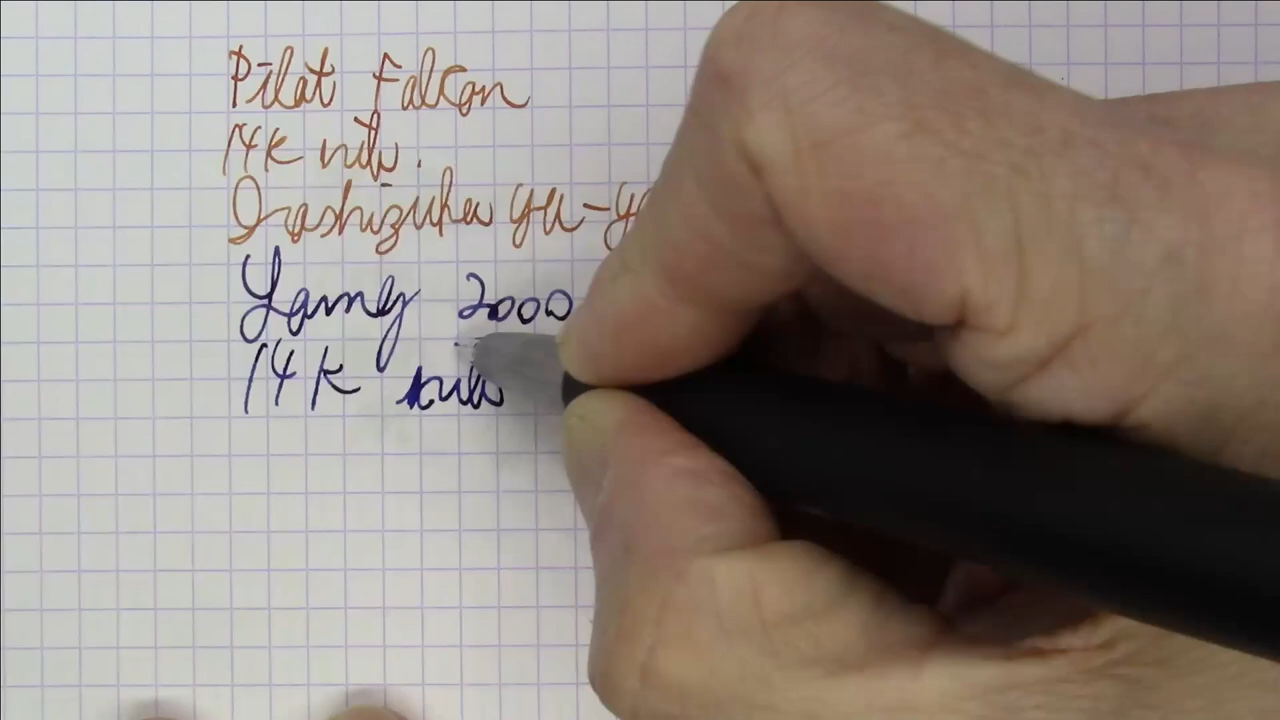 Pilot Falcon
14K nib.
Iroshizuku yu-y
Lamy 2000
14K nib